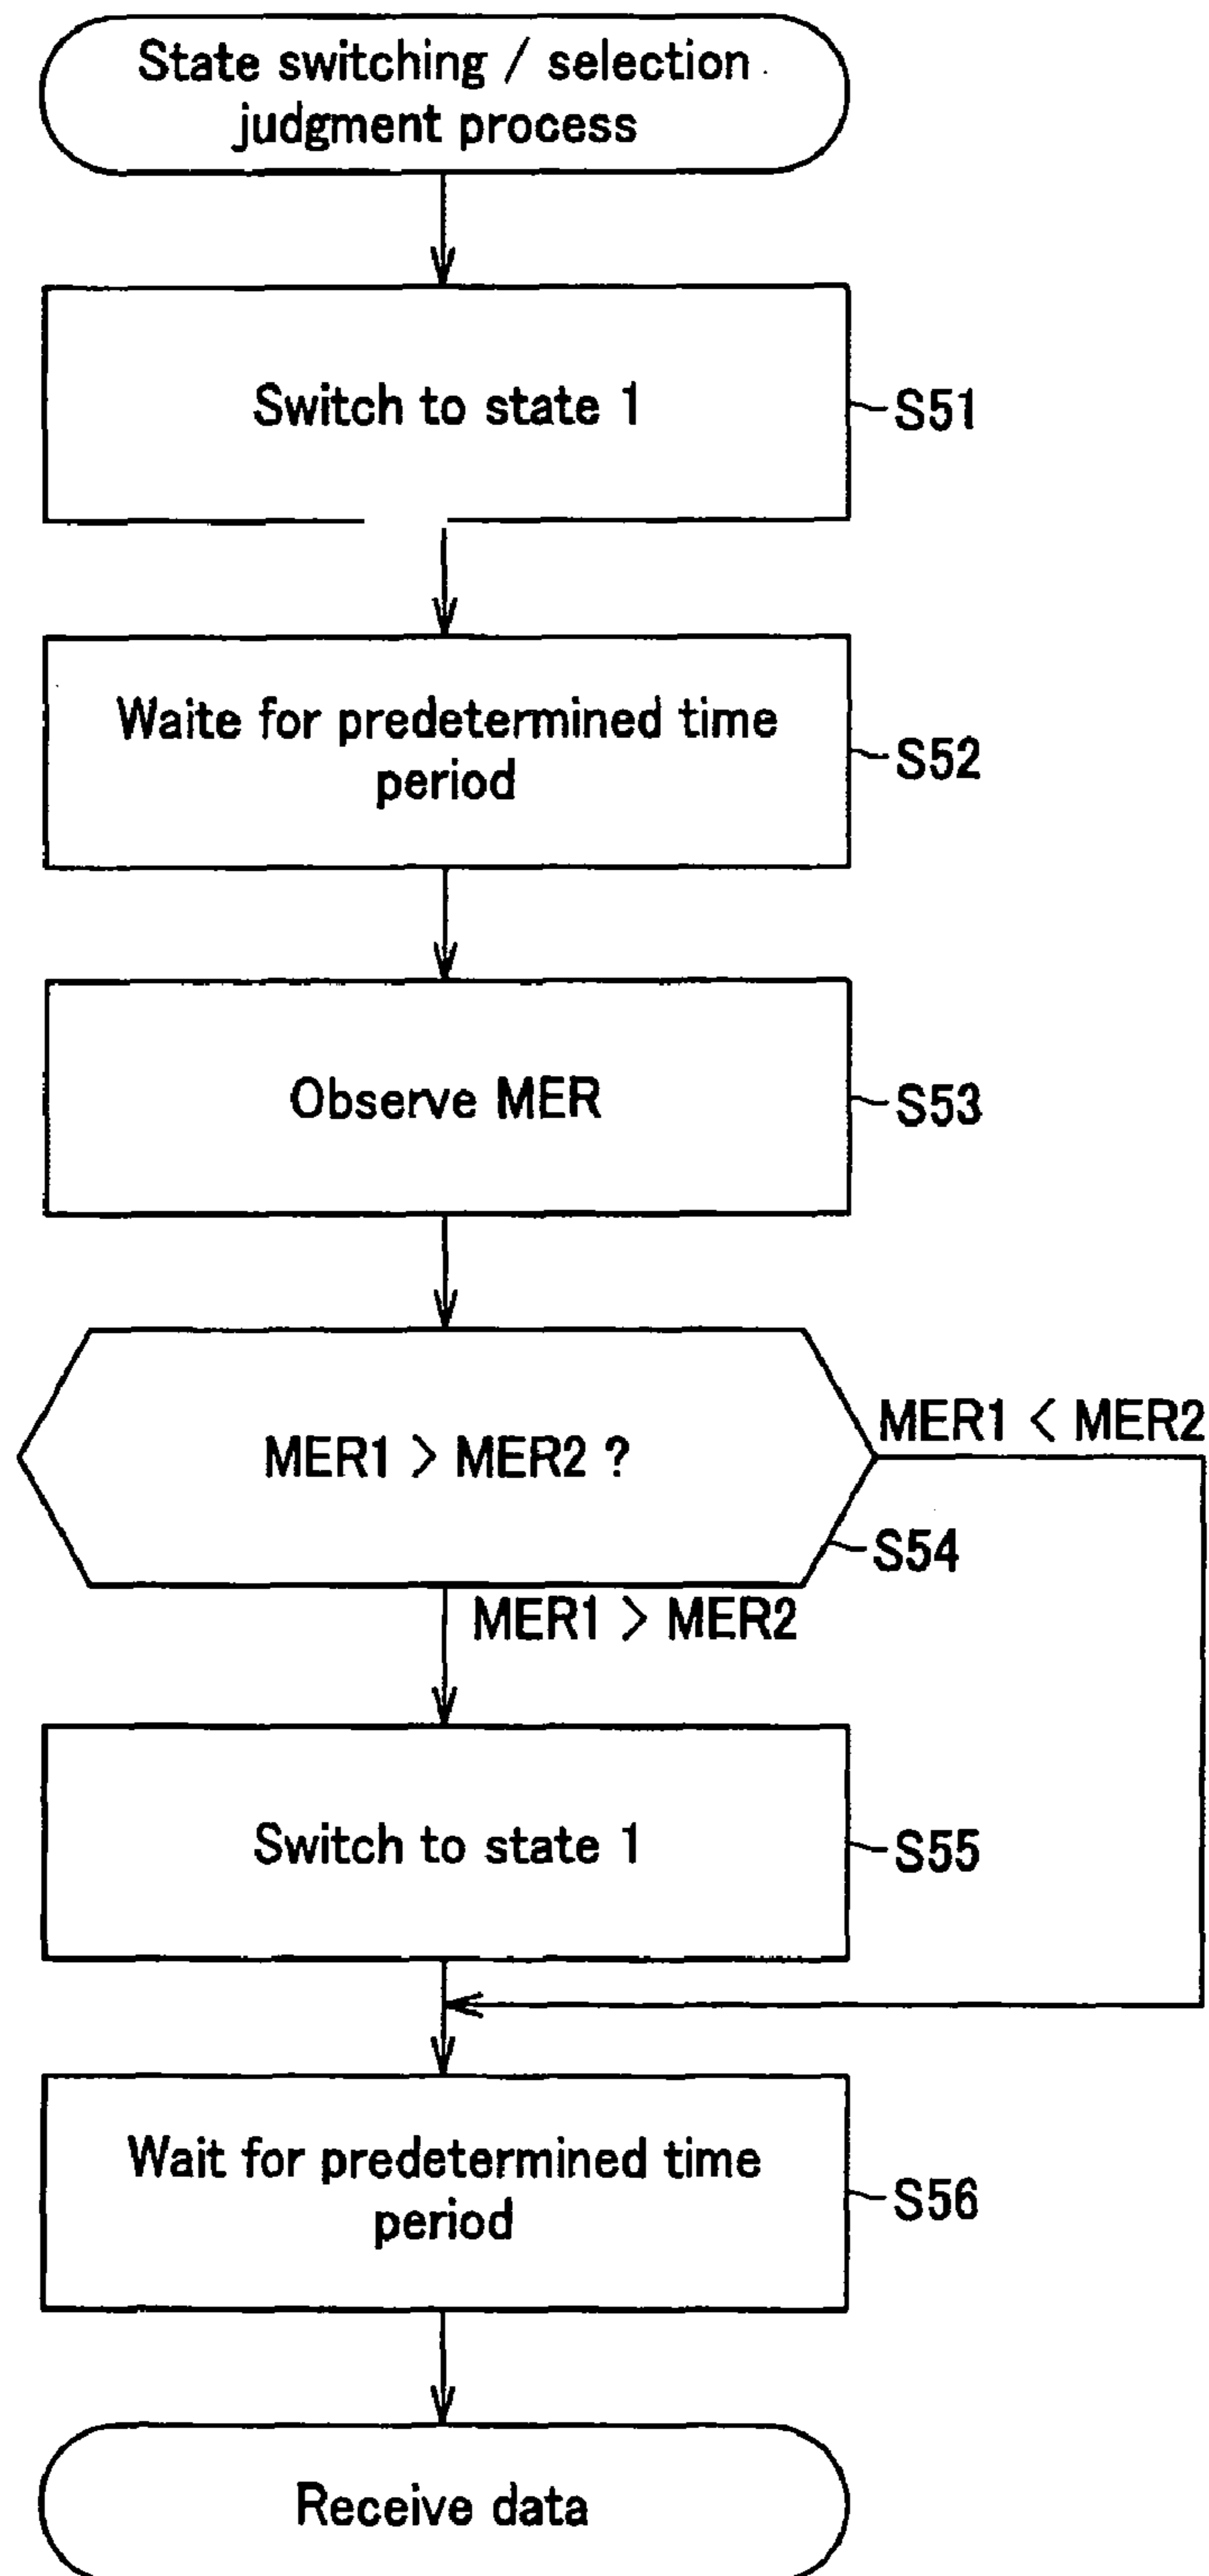 State switching / selection
judgment process
Switch to state 1
S51
Waite for predetermined time
period
S52
Observe MER
S53
MER1 > MER2 ?
MER1 < MER2
S54
MER1 > MER2
Switch to state 1
S55
Wait for predetermined time
period
S56
Receive data